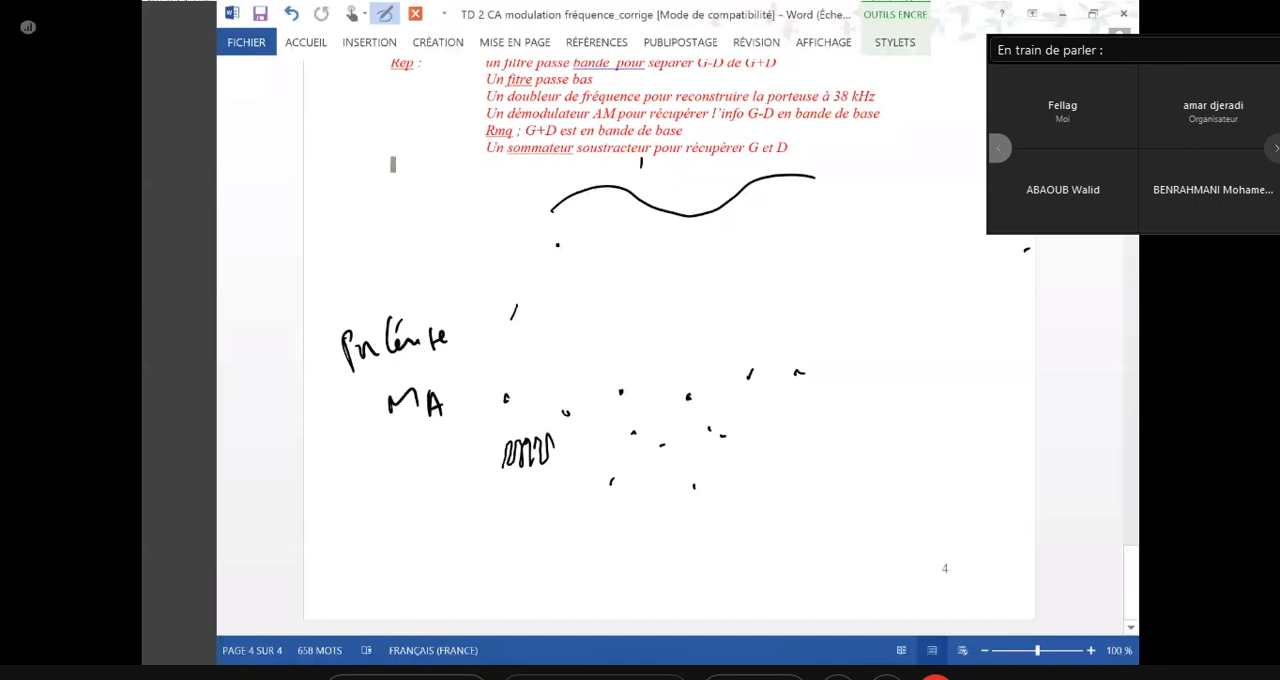 TD 2 CA modulation fréquence_corrige [Mode de compatibilité] - Word (Éche...
OUTILS ENCRE
?
FICHIER
ACCUEIL
INSERTION
CRÉATION
MISE EN PAGE
RÉFÉRENCES
PUBLIPOSTAGE
RÉVISION
AFFICHAGE
STYLETS
En train de parler :
Fellag
Moi
amar djeradi
Organisateur
ABAOUB Walid
BENRAHMANI Mohame...
Rep : un filtre passe bande pour séparer G-D de G+D
Un fitre passe bas
Un doubleur de fréquence pour reconstruire la porteuse à 38 kHz
Un démodulateur AM pour récupérer l'info G-D en bande de base
Rmq ; G+D est en bande de base
Un sommateur soustracteur pour récupérer G et D
Porteuse
MA
4
PAGE 4 SUR 4
658 MOTS
FRANÇAIS (FRANCE)
100 %